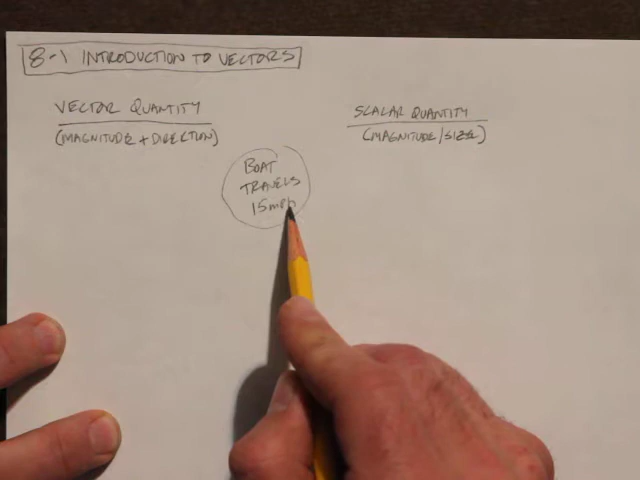 8-1 INTRODUCTION TO VECTORS
VECTOR QUANTITY
(MAGNITUDE + DIRECTION)
SCALAR QUANTITY
(MAGNITUDE/SIZE)
BOAT
TRAVELS
15mph